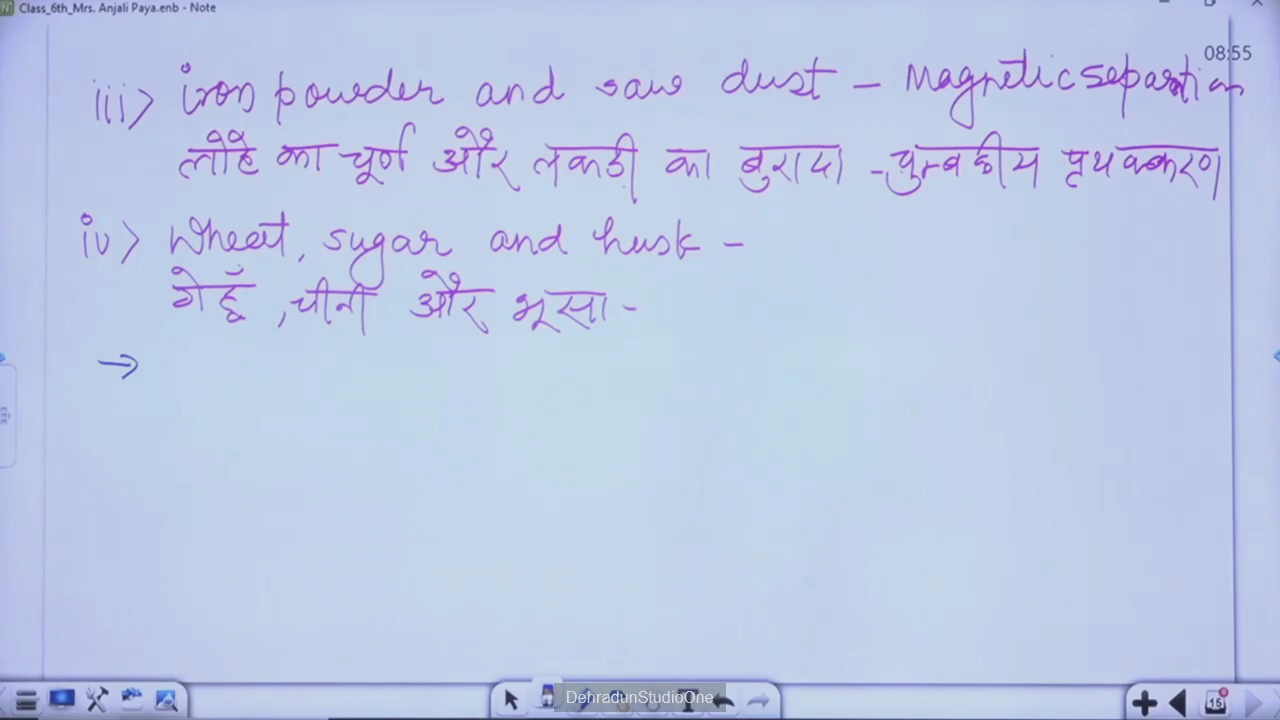 Class_6th_Mrs. Anjali Paya.enb - Note
08:55
iii> iron powder and saw dust - Magnetic separation
लोहे का चूर्ण और लकडी का बुरादा - चुम्बकीय पृथक्करण
iv> Wheat, sugar and husk -
गेहूँ , चीनी और भूसा -
→
DehradunStudioOne
15